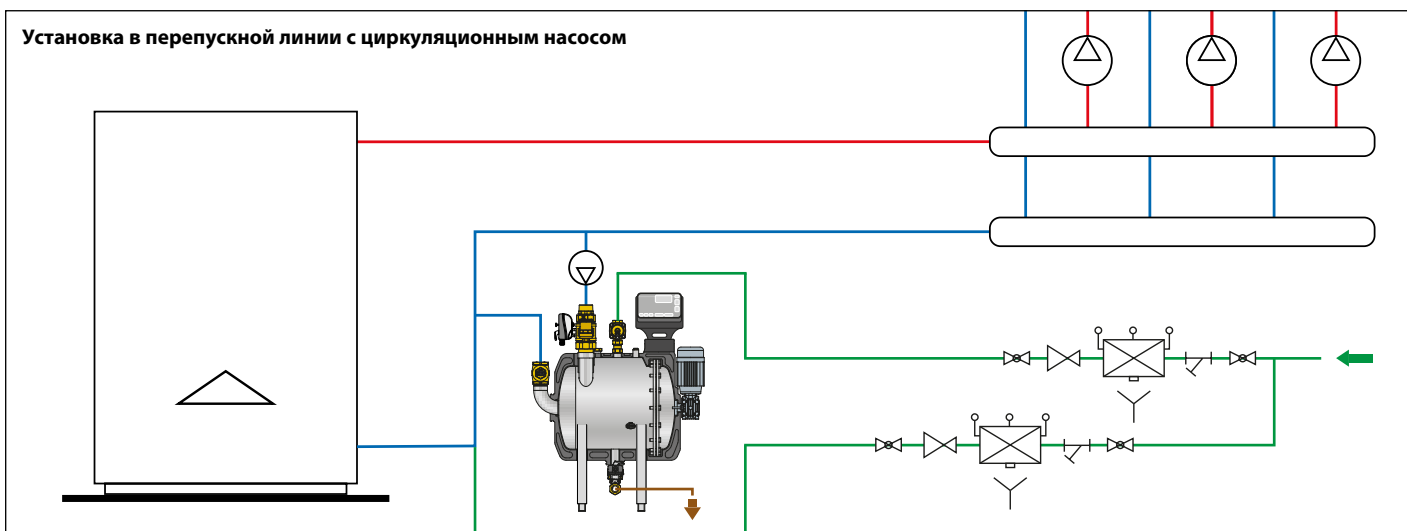 Установка в перепускной линии с циркуляционным насосом